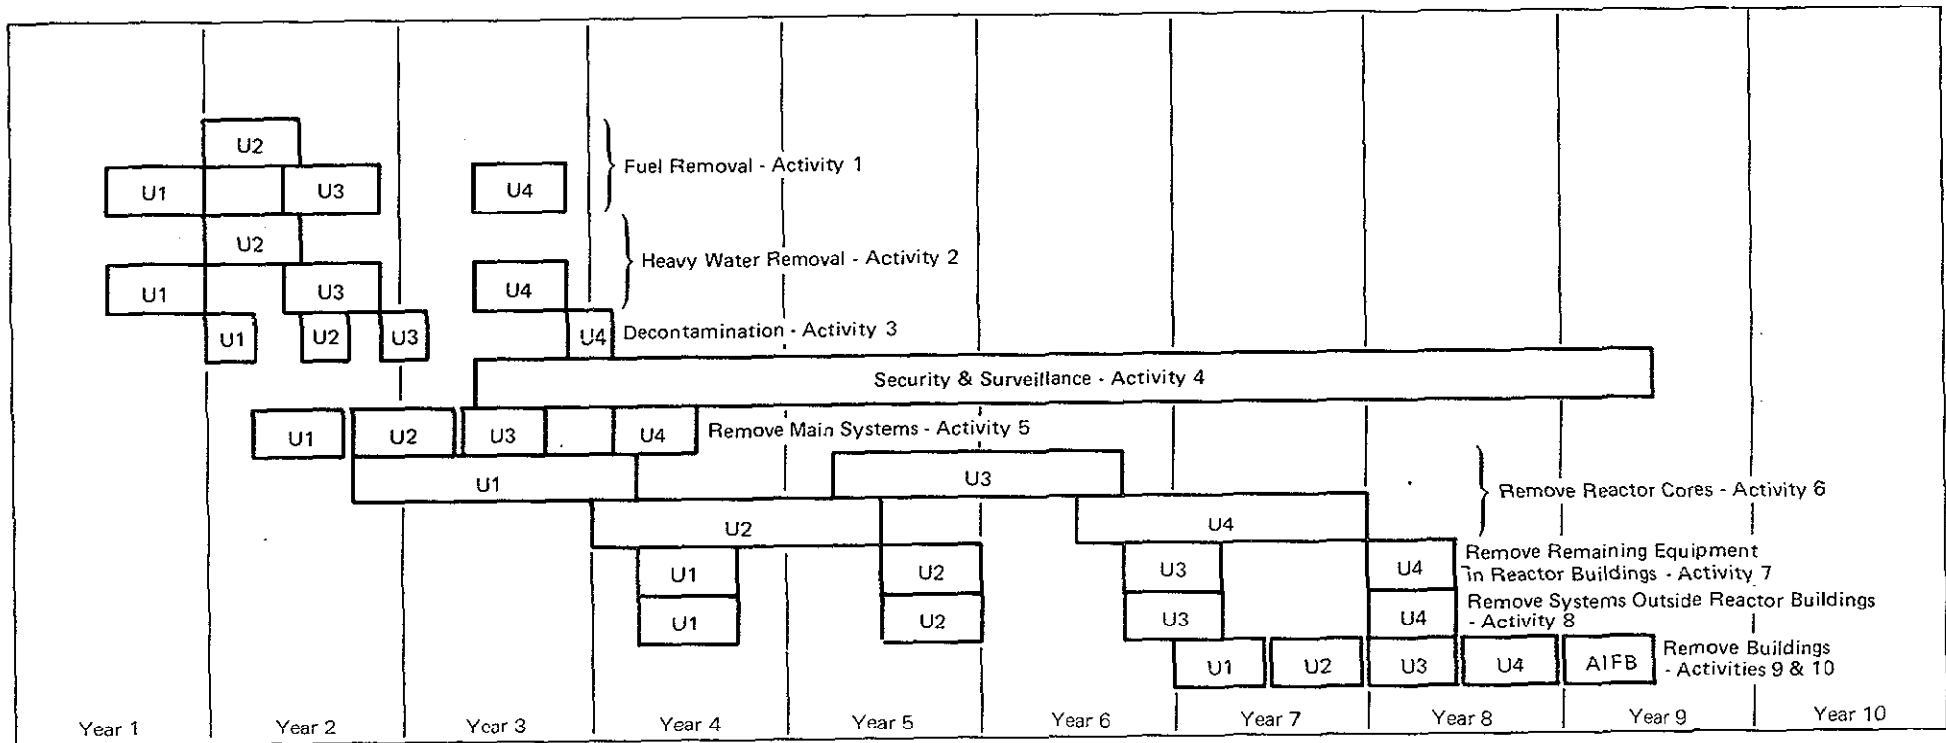 U2
U1 U3 U4 Fuel Removal - Activity 1
U2
U1 U3 U4 Heavy Water Removal - Activity 2
U1 U2 U3 U4 Decontamination - Activity 3
Security & Surveillance - Activity 4
U1 U2 U3 U4 Remove Main Systems - Activity 5
U1 U3
Remove Reactor Cores - Activity 6
U2 U4
U1 U2 U3 U4 Remove Remaining Equipment
in Reactor Buildings - Activity 7
U1 U2 U3 U4 Remove Systems Outside Reactor Buildings
- Activity 8
U1 U2 U3 U4 AIFB Remove Buildings
- Activities 9 & 10
Year 1 Year 2 Year 3 Year 4 Year 5 Year 6 Year 7 Year 8 Year 9 Year 10